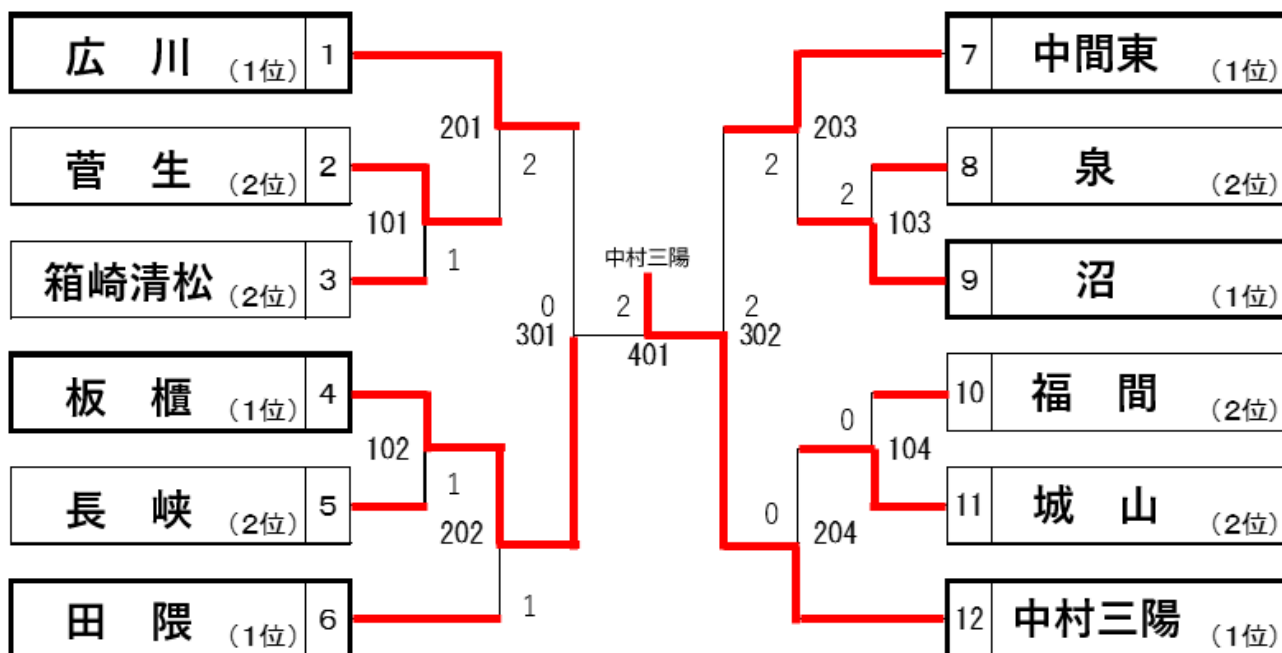 広 川 (1位) 1
菅 生 (2位) 2
箱崎清松 (2位) 3
板 櫃 (1位) 4
長 峡 (2位) 5
田 隈 (1位) 6
201
2
101
1
0
301
102
1
202
1
中村三陽
2
401
2
302
203
2
2
103
0
104
0
204
7 中間東 (1位)
8 泉 (2位)
9 沼 (1位)
10 福 間 (2位)
11 城 山 (2位)
12 中村三陽 (1位)